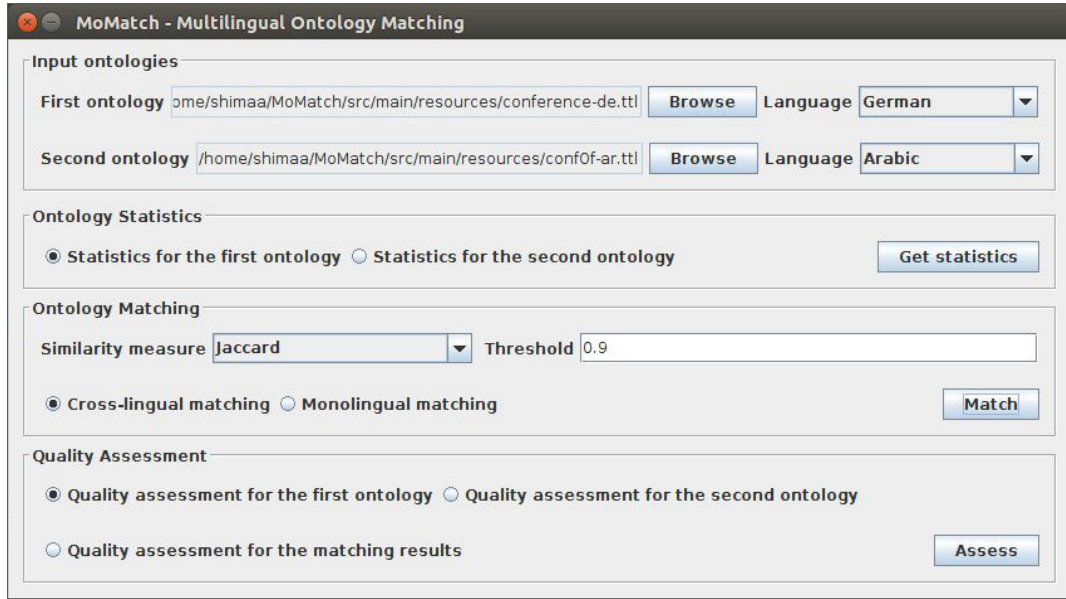 MoMatch - Multilingual Ontology Matching
Input ontologies
First ontology ome/shimaa/MoMatch/src/main/resources/conference-de.ttl Browse Language German
Second ontology /home/shimaa/MoMatch/src/main/resources/confOf-ar.ttl Browse Language Arabic
Ontology Statistics
Statistics for the first ontology Statistics for the second ontology Get statistics
Ontology Matching
Similarity measure Jaccard Threshold 0.9
Cross-lingual matching Monolingual matching Match
Quality Assessment
Quality assessment for the first ontology Quality assessment for the second ontology
Quality assessment for the matching results Assess